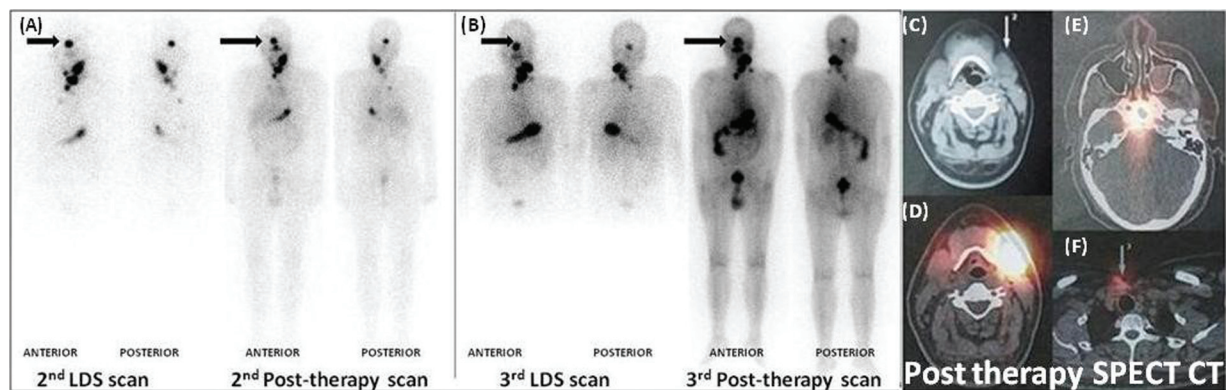 (A)
ANTERIOR POSTERIOR ANTERIOR POSTERIOR
2nd LDS scan 2nd Post-therapy scan
(B)
ANTERIOR POSTERIOR ANTERIOR POSTERIOR
3rd LDS scan 3rd Post-therapy scan
(C)
(D)
(E)
(F)
Post therapy SPECT CT